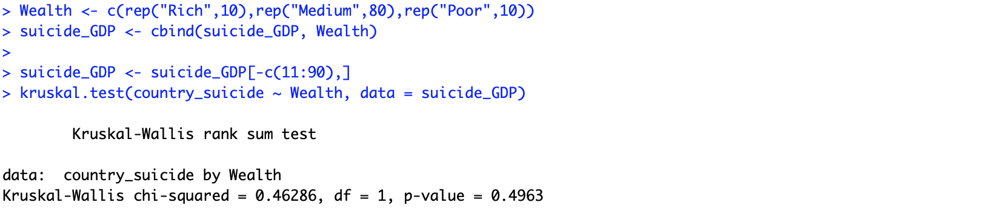 > Wealth <- c(rep("Rich",10),rep("Medium",80),rep("Poor",10))
> suicide_GDP <- cbind(suicide_GDP, Wealth)
>
> suicide_GDP <- suicide_GDP[-c(11:90),]
> kruskal.test(country_suicide ~ Wealth, data = suicide_GDP)
Kruskal-Wallis rank sum test
data:  country_suicide by Wealth
Kruskal-Wallis chi-squared = 0.46286, df = 1, p-value = 0.4963